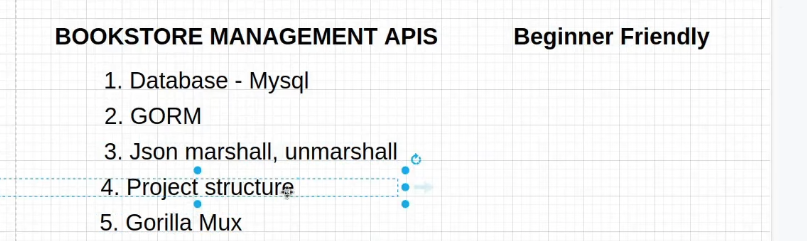 BOOKSTORE MANAGEMENT APIS Beginner Friendly
1. Database - Mysql
2. GORM
3. Json marshall, unmarshall
4. Project structure
5. Gorilla Mux